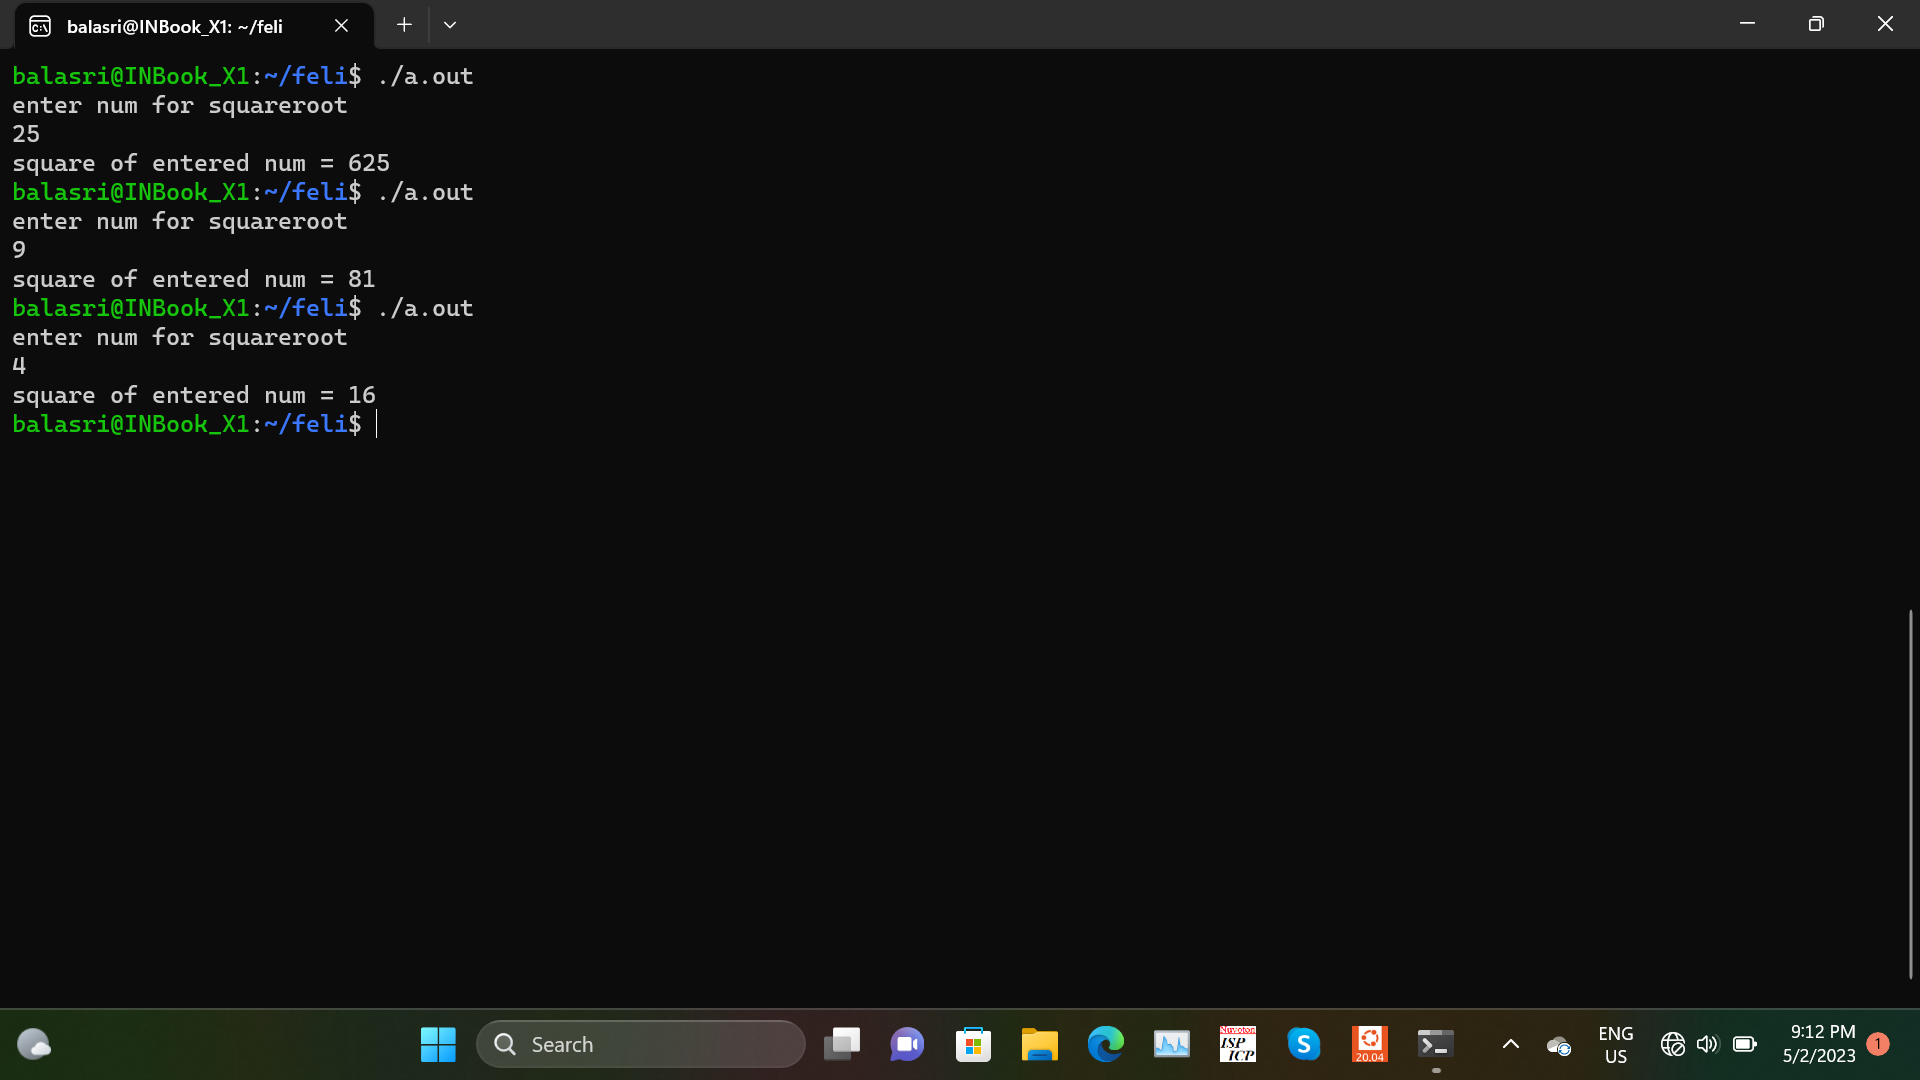 balasri@INBook_X1: ~/feli
balasri@INBook_X1:~/feli$ ./a.out
enter num for squareroot
25
square of entered num = 625
balasri@INBook_X1:~/feli$ ./a.out
enter num for squareroot
9
square of entered num = 81
balasri@INBook_X1:~/feli$ ./a.out
enter num for squareroot
4
square of entered num = 16
balasri@INBook_X1:~/feli$
Search
Nuvoton
ISP
ICP
S
20.04
ENG
US
9:12 PM
5/2/2023
1